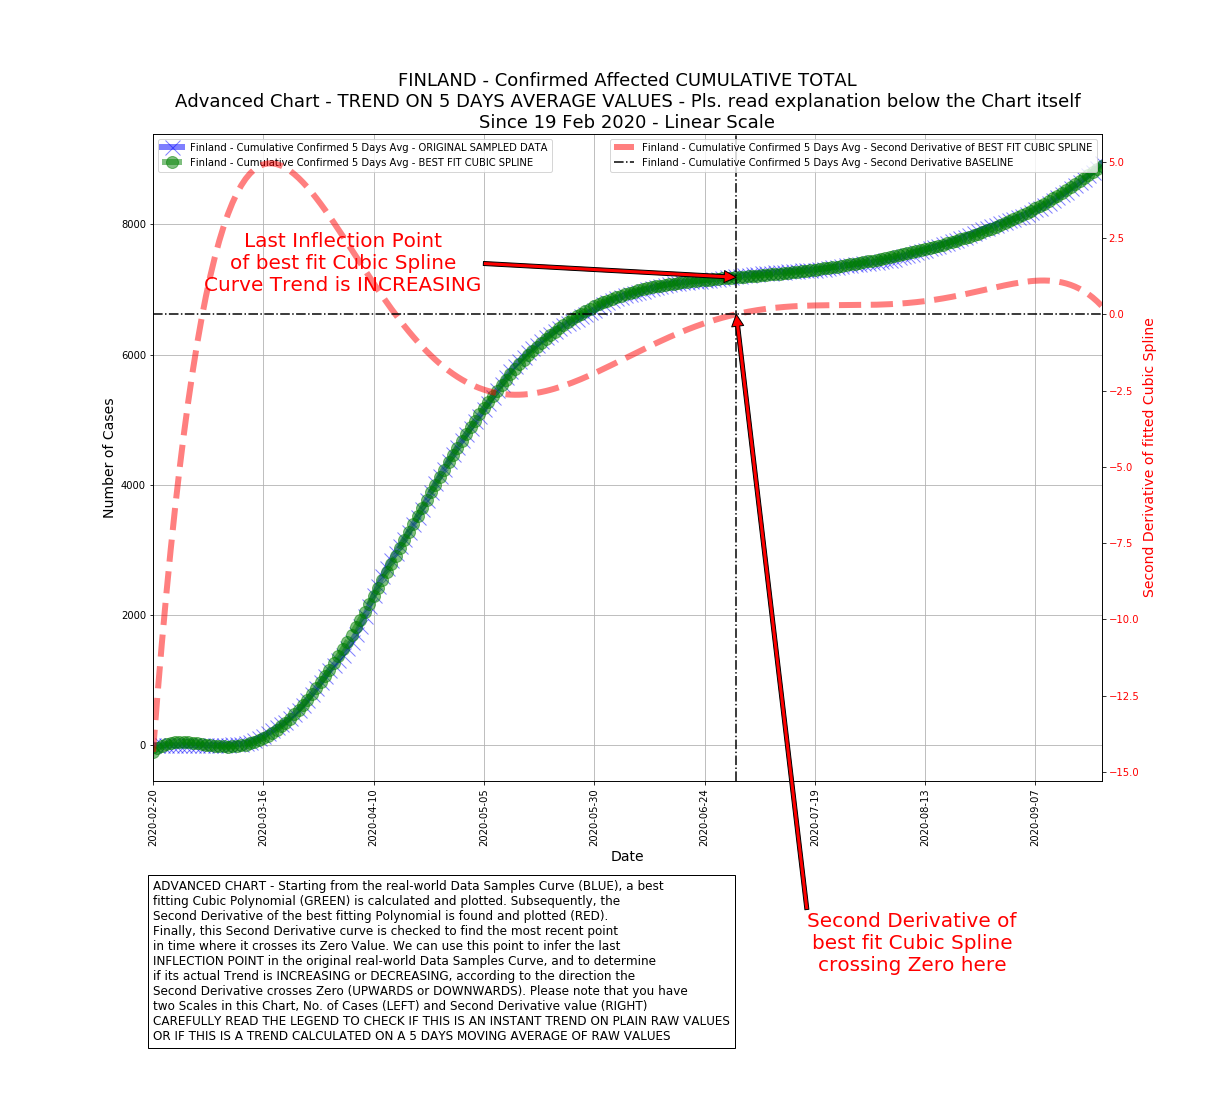 FINLAND - Confirmed Affected CUMULATIVE TOTAL
Advanced Chart - TREND ON 5 DAYS AVERAGE VALUES - Pls. read explanation below the Chart itself
Since 19 Feb 2020 - Linear Scale
Finland - Cumulative Confirmed 5 Days Avg - ORIGINAL SAMPLED DATA
Finland - Cumulative Confirmed 5 Days Avg - BEST FIT CUBIC SPLINE
Finland - Cumulative Confirmed 5 Days Avg - Second Derivative of BEST FIT CUBIC SPLINE
Finland - Cumulative Confirmed 5 Days Avg - Second Derivative BASELINE
Last Inflection Point
of best fit Cubic Spline
Curve Trend is INCREASING
Number of Cases
8000
6000
4000
2000
0
5.0
2.5
0.0
−2.5
−5.0
−7.5
−10.0
−12.5
−15.0
Second Derivative of fitted Cubic Spline
2020-02-20
2020-03-16
2020-04-10
2020-05-05
2020-05-30
2020-06-24
2020-07-19
2020-08-13
2020-09-07
Date
ADVANCED CHART - Starting from the real-world Data Samples Curve (BLUE), a best
fitting Cubic Polynomial (GREEN) is calculated and plotted. Subsequently, the
Second Derivative of the best fitting Polynomial is found and plotted (RED).
Finally, this Second Derivative curve is checked to find the most recent point
in time where it crosses its Zero Value. We can use this point to infer the last
INFLECTION POINT in the original real-world Data Samples Curve, and to determine
if its actual Trend is INCREASING or DECREASING, according to the direction the
Second Derivative crosses Zero (UPWARDS or DOWNWARDS). Please note that you have
two Scales in this Chart, No. of Cases (LEFT) and Second Derivative value (RIGHT)
CAREFULLY READ THE LEGEND TO CHECK IF THIS IS AN INSTANT TREND ON PLAIN RAW VALUES
OR IF THIS IS A TREND CALCULATED ON A 5 DAYS MOVING AVERAGE OF RAW VALUES
Second Derivative of
best fit Cubic Spline
crossing Zero here